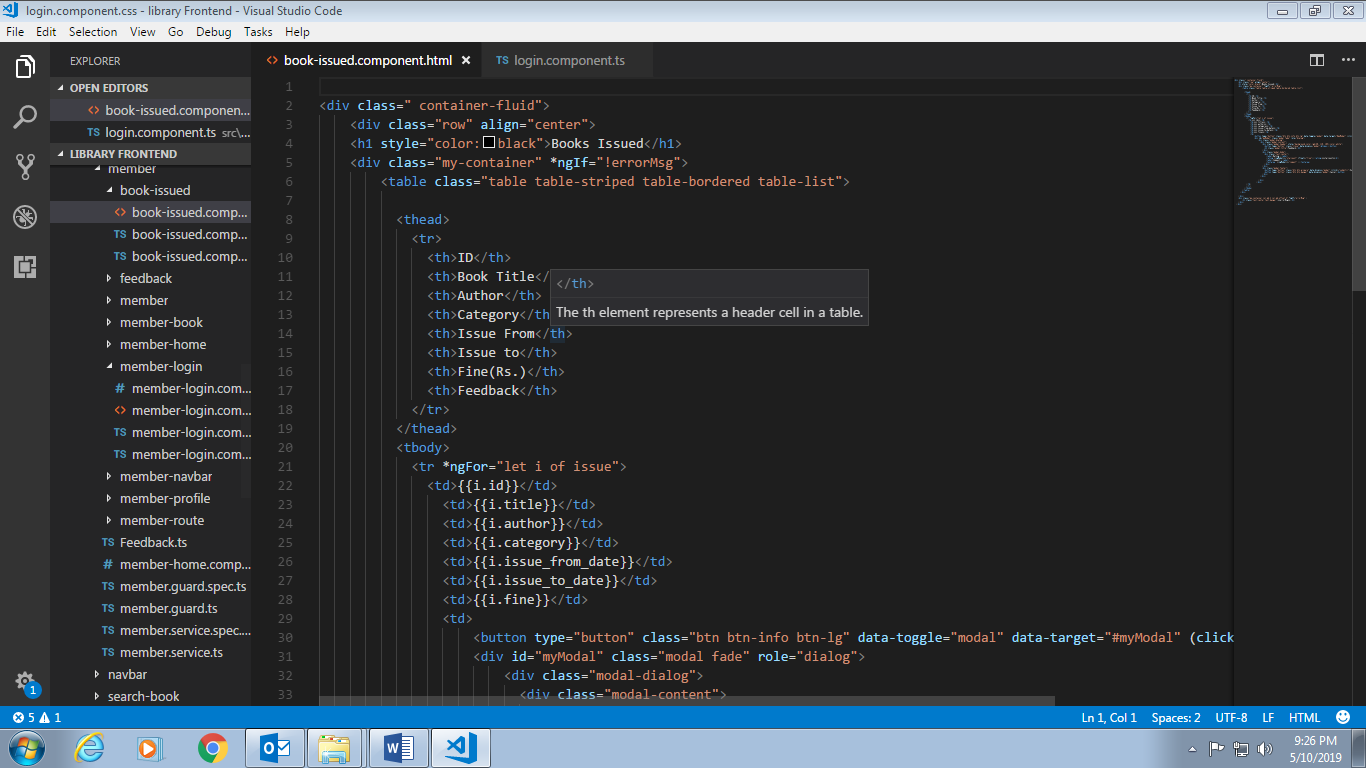 login.component.css - library Frontend - Visual Studio Code
File Edit Selection View Go Debug Tasks Help
EXPLORER
OPEN EDITORS
<> book-issued.componen...
TS login.component.ts src\...
LIBRARY FRONTEND
member
book-issued
<> book-issued.comp...
TS book-issued.comp...
TS book-issued.comp...
feedback
member
member-book
member-home
member-login
# member-login.com...
<> member-login.com...
TS member-login.com...
TS member-login.com...
member-navbar
member-profile
member-route
TS Feedback.ts
# member-home.comp...
TS member.guard.spec.ts
TS member.guard.ts
TS member.service.spec....
TS member.service.ts
navbar
search-book
1
<> book-issued.component.html × TS login.component.ts
1
2 <div class=" container-fluid">
3 <div class="row" align="center">
4 <h1 style="color:black">Books Issued</h1>
5 <div class="my-container" *ngIf="!errorMsg">
6 <table class="table table-striped table-bordered table-list">
7
8 <thead>
9 <tr>
10 <th>ID</th>
11 <th>Book Title</
12 <th>Author</th>
13 <th>Category</th
14 <th>Issue From</th>
15 <th>Issue to</th>
16 <th>Fine(Rs.)</th>
17 <th>Feedback</th>
18 </tr>
19 </thead>
20 <tbody>
21 <tr *ngFor="let i of issue">
22 <td>{{i.id}}</td>
23 <td>{{i.title}}</td>
24 <td>{{i.author}}</td>
25 <td>{{i.category}}</td>
26 <td>{{i.issue_from_date}}</td>
27 <td>{{i.issue_to_date}}</td>
28 <td>{{i.fine}}</td>
29 <td>
30 <button type="button" class="btn btn-info btn-lg" data-toggle="modal" data-target="#myModal" (click
31 <div id="myModal" class="modal fade" role="dialog">
32 <div class="modal-dialog">
33 <div class="modal-content">
</th>
The th element represents a header cell in a table.
5 1
Ln 1, Col 1 Spaces: 2 UTF-8 LF HTML
9:26 PM
5/10/2019